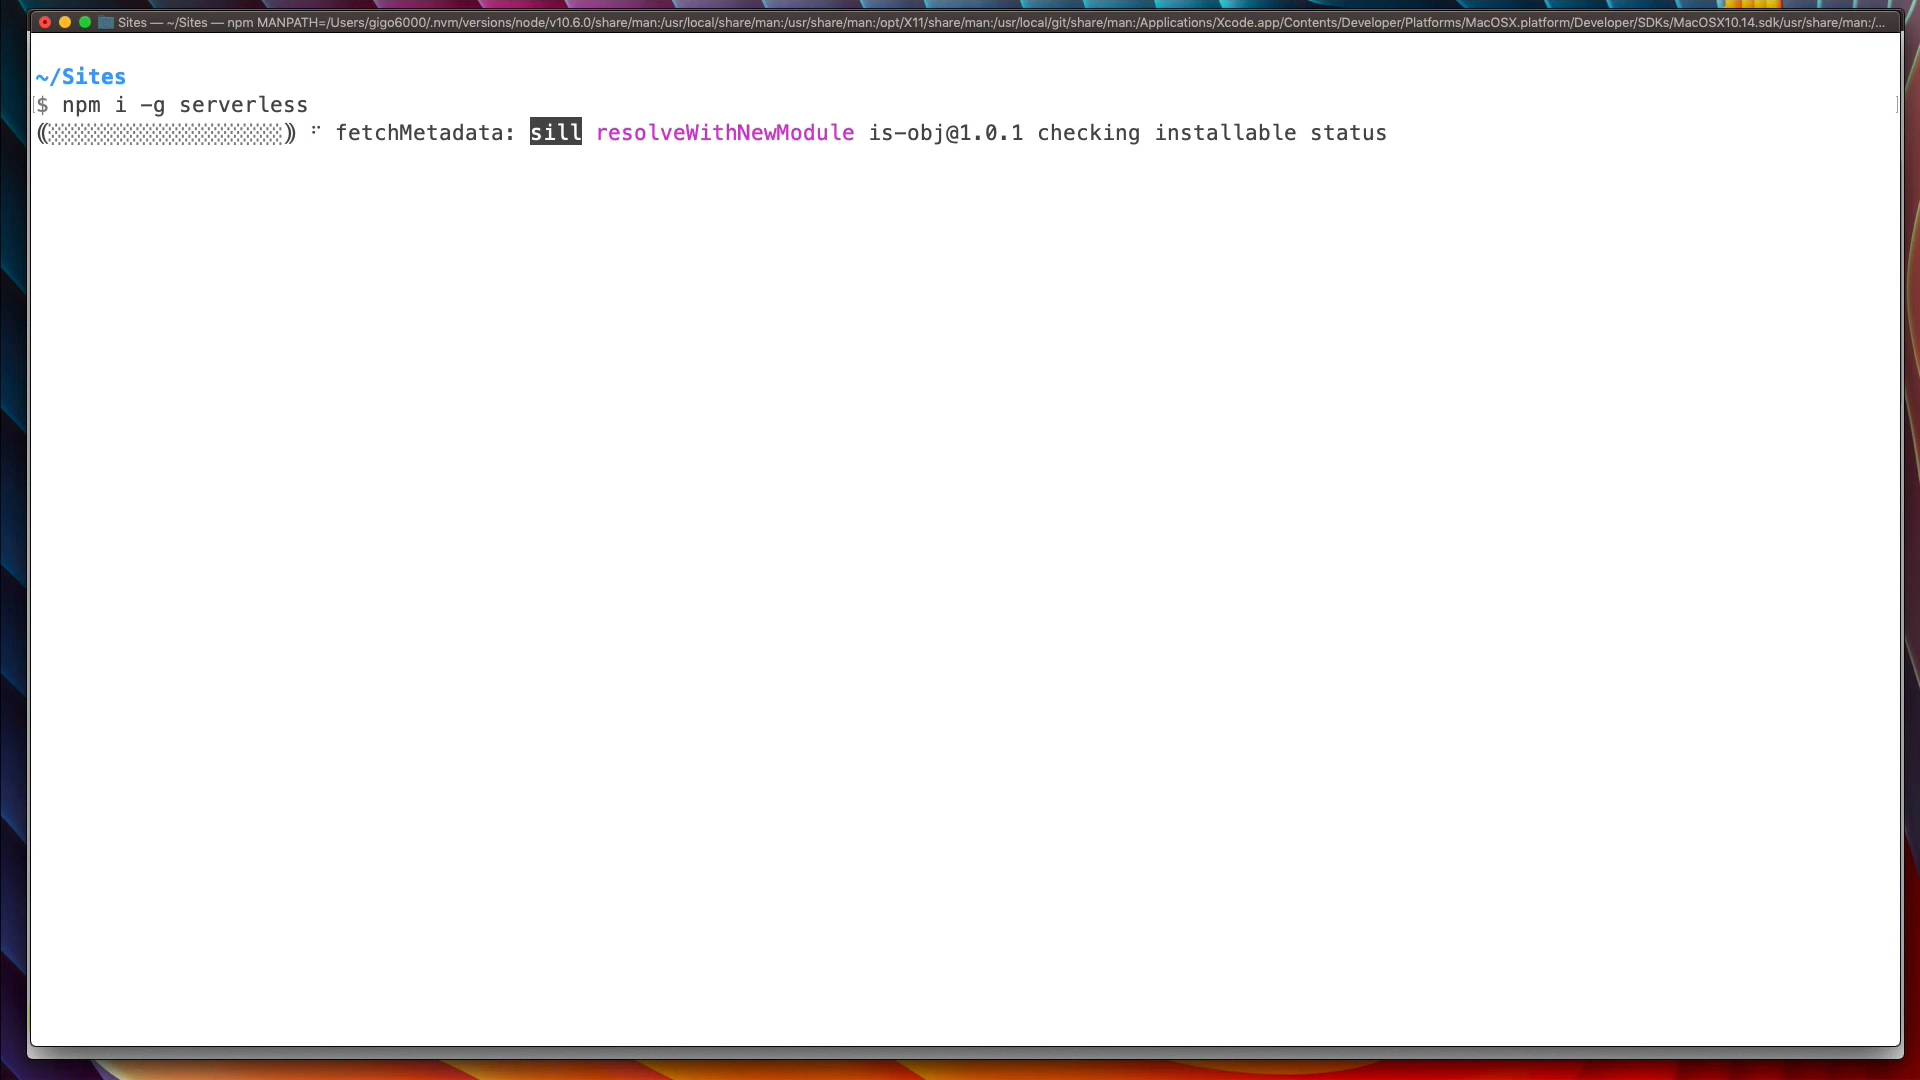 Sites — ~/Sites — npm MANPATH=/Users/gigo6000/.nvm/versions/node/v10.6.0/share/man:/usr/local/share/man:/usr/share/man:/opt/X11/share/man:/usr/local/git/share/man:/Applications/Xcode.app/Contents/Developer/Platforms/MacOSX.platform/Developer/SDKs/MacOSX10.14.sdk/usr/share/man:/...
~/Sites
$ npm i -g serverless
(░░░░░░░░░░░░░░░░░░) ⠋ fetchMetadata: sill resolveWithNewModule is-obj@1.0.1 checking installable status